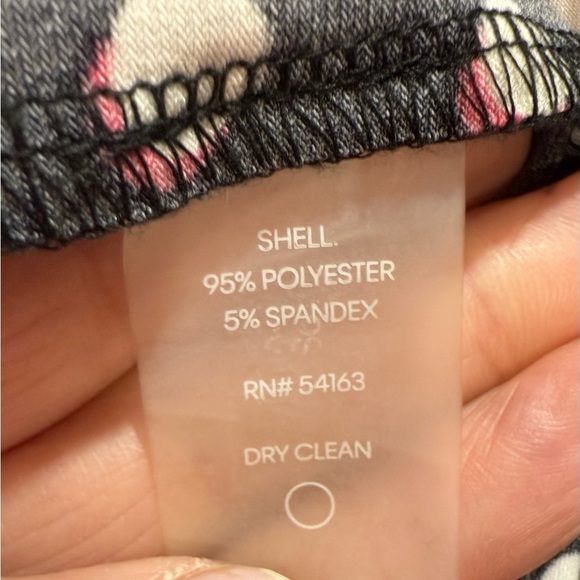 SHELL.
95% POLYESTER
5% SPANDEX
RN# 54163
DRY CLEAN